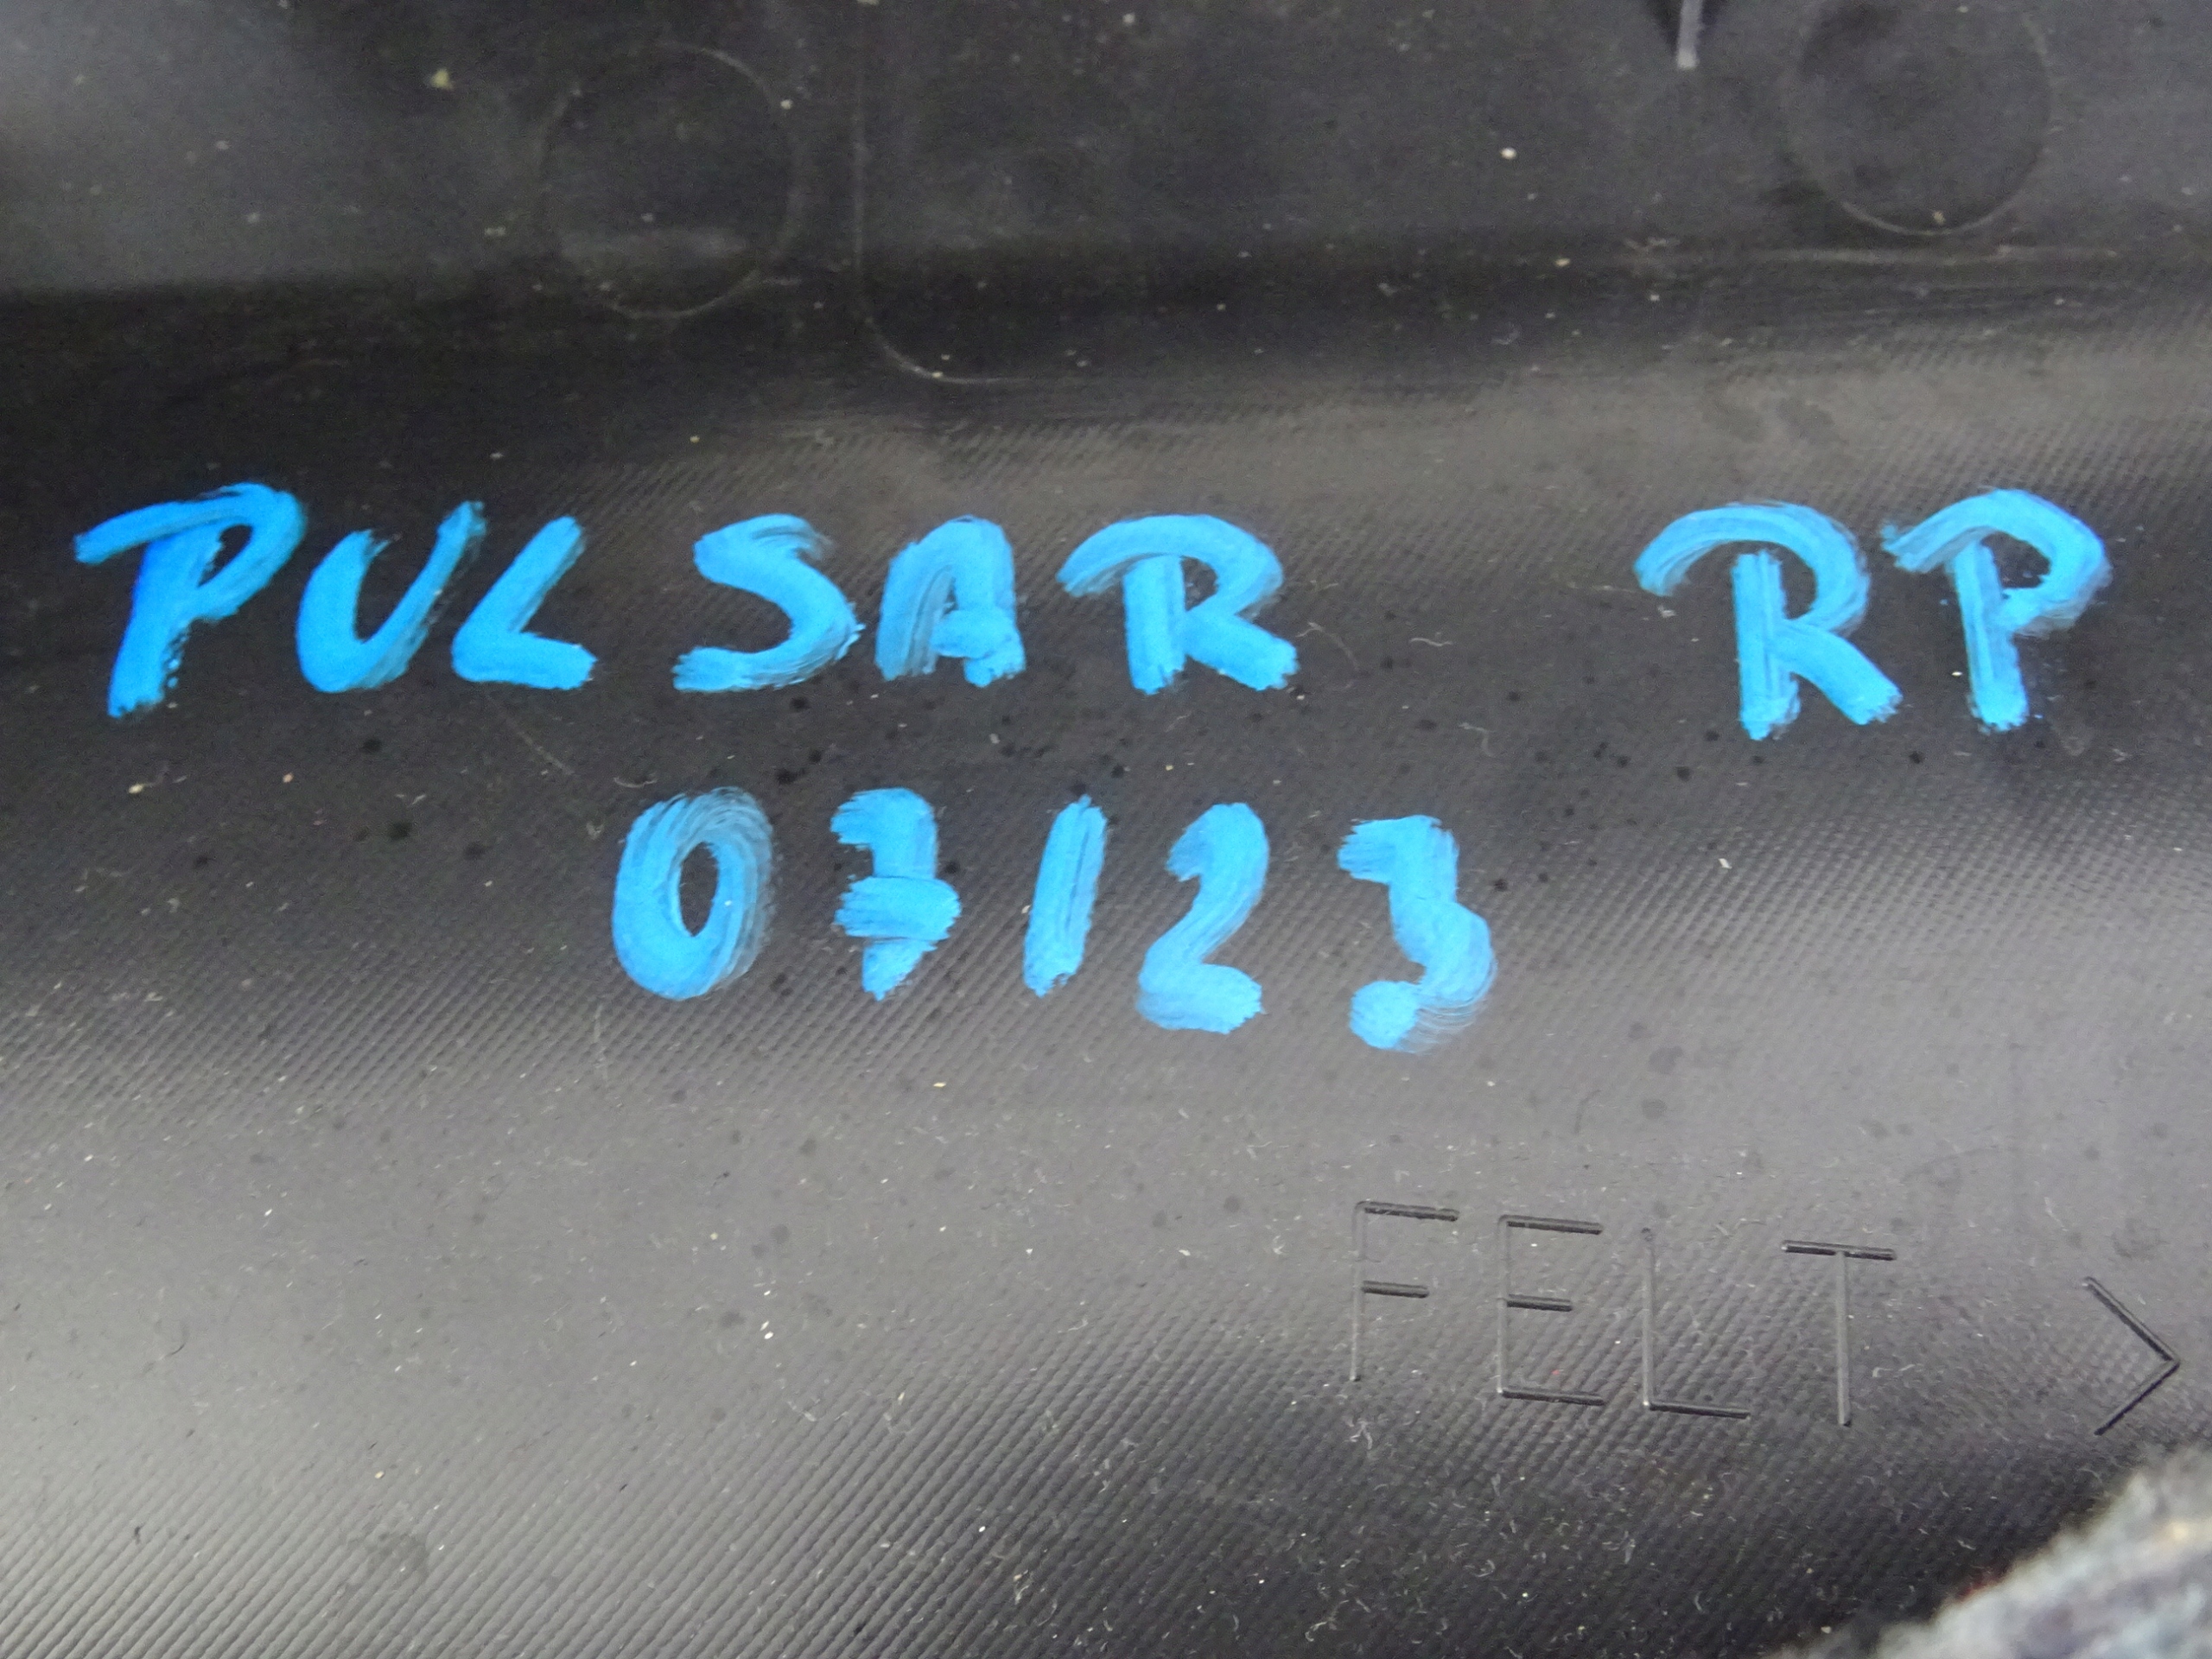 PULSAR RP
07123
FELT >